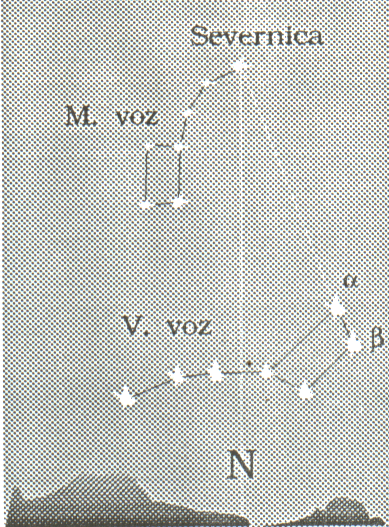 Severnica
M. voz
α
V. voz
β
N